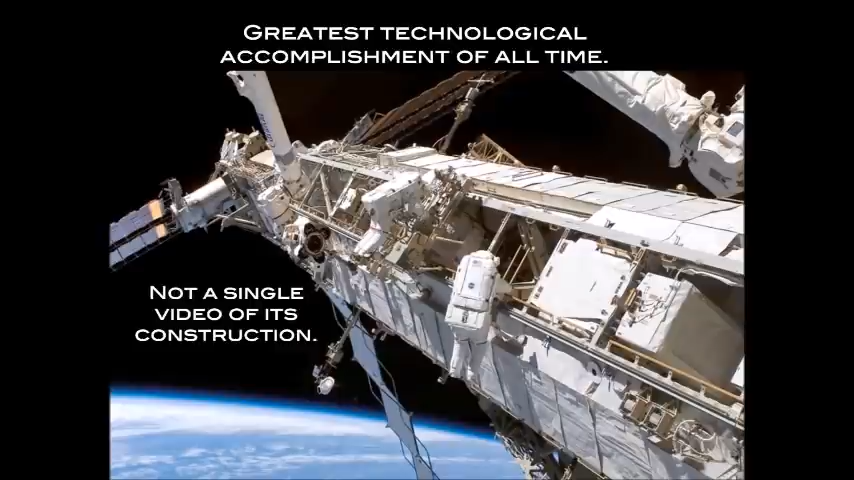 Greatest technological
accomplishment of all time.
Not a single
video of its
construction.